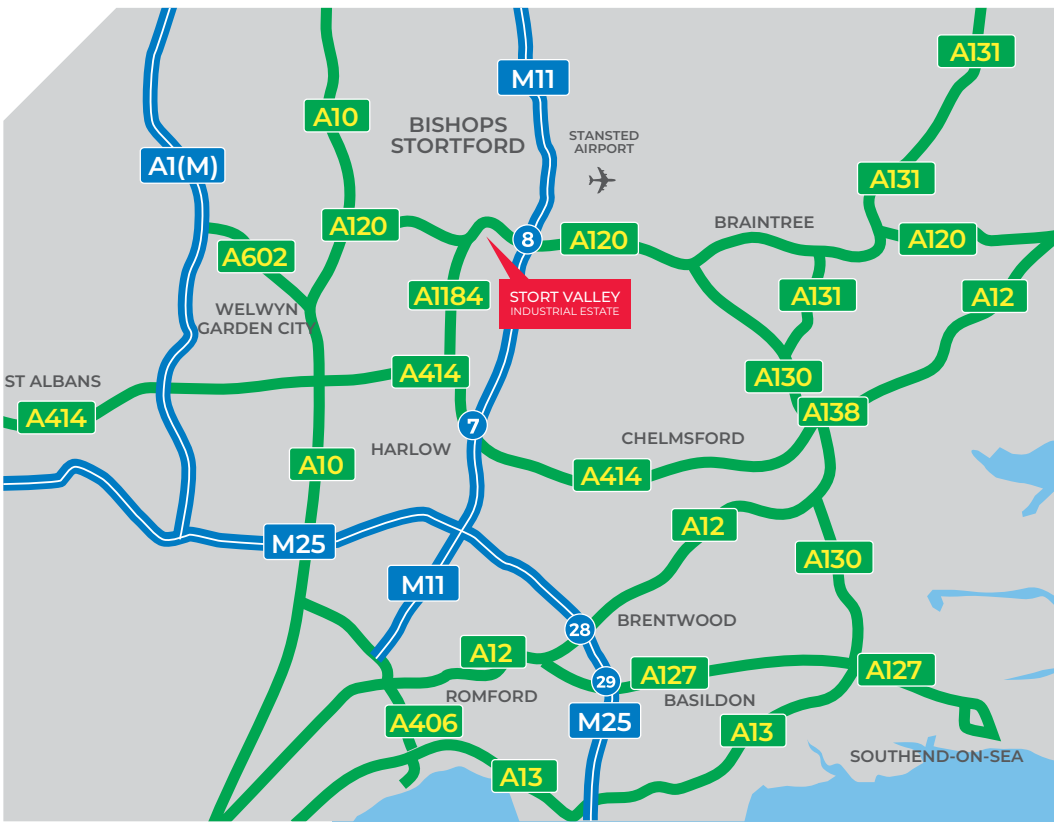 A131
M11
A10
BISHOPS
STORTFORD
STANSTED
AIRPORT
A1(M)
A131
A120
BRAINTREE
8
A120
A120
A602
A1184
STORT VALLEY
INDUSTRIAL ESTATE
A131
A12
WELWYN
GARDEN CITY
ST ALBANS
A414
A130
A414
A138
7
HARLOW
CHELMSFORD
A10
A414
A12
M25
A130
M11
28
BRENTWOOD
A12
29
A127
A127
ROMFORD
BASILDON
A406
M25
A13
SOUTHEND-ON-SEA
A13